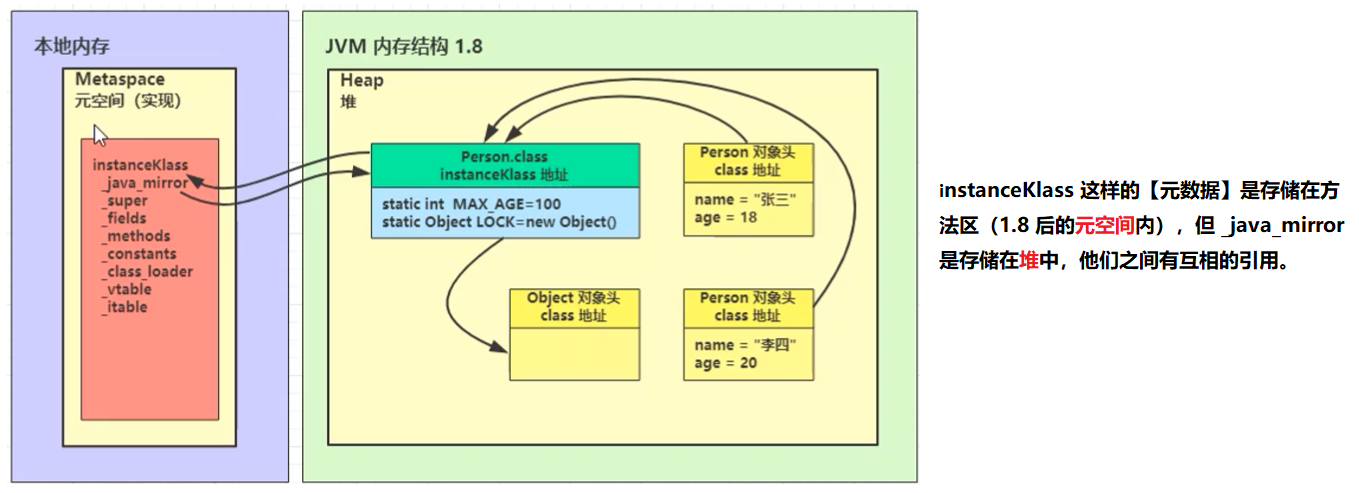 本地内存
Metaspace
元空间（实现）
instanceKlass
_java_mirror
_super
_fields
_methods
_constants
_class_loader
_vtable
_itable
JVM 内存结构 1.8
Heap
堆
Person.class
instanceKlass 地址
static int MAX_AGE=100
static Object LOCK=new Object()
Person 对象头
class 地址
name = "张三"
age = 18
Object 对象头
class 地址
Person 对象头
class 地址
name = "李四"
age = 20
instanceKlass 这样的【元数据】是存储在方
法区（1.8 后的元空间内），但 _java_mirror
是存储在堆中，他们之间有互相的引用。